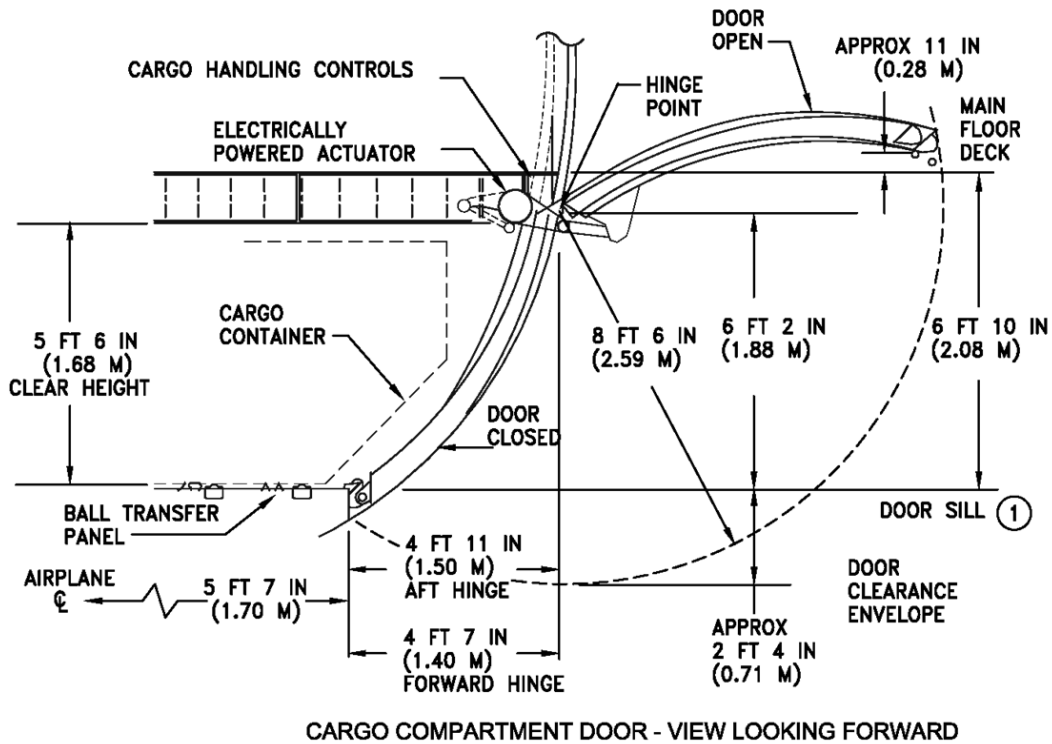 DOOR
OPEN
APPROX 11 IN
(0.28 M)
CARGO HANDLING CONTROLS
HINGE
POINT
MAIN
FLOOR
DECK
ELECTRICALLY
POWERED ACTUATOR
CARGO
CONTAINER
5 FT 6 IN
(1.68 M)
CLEAR HEIGHT
8 FT 6 IN
(2.59 M)
6 FT 2 IN
(1.88 M)
6 FT 10 IN
(2.08 M)
DOOR
CLOSED
BALL TRANSFER
PANEL
DOOR SILL 1
4 FT 11 IN
(1.50 M)
AFT HINGE
AIRPLANE
℄
5 FT 7 IN
(1.70 M)
DOOR
CLEARANCE
ENVELOPE
4 FT 7 IN
(1.40 M)
FORWARD HINGE
APPROX
2 FT 4 IN
(0.71 M)
CARGO COMPARTMENT DOOR - VIEW LOOKING FORWARD